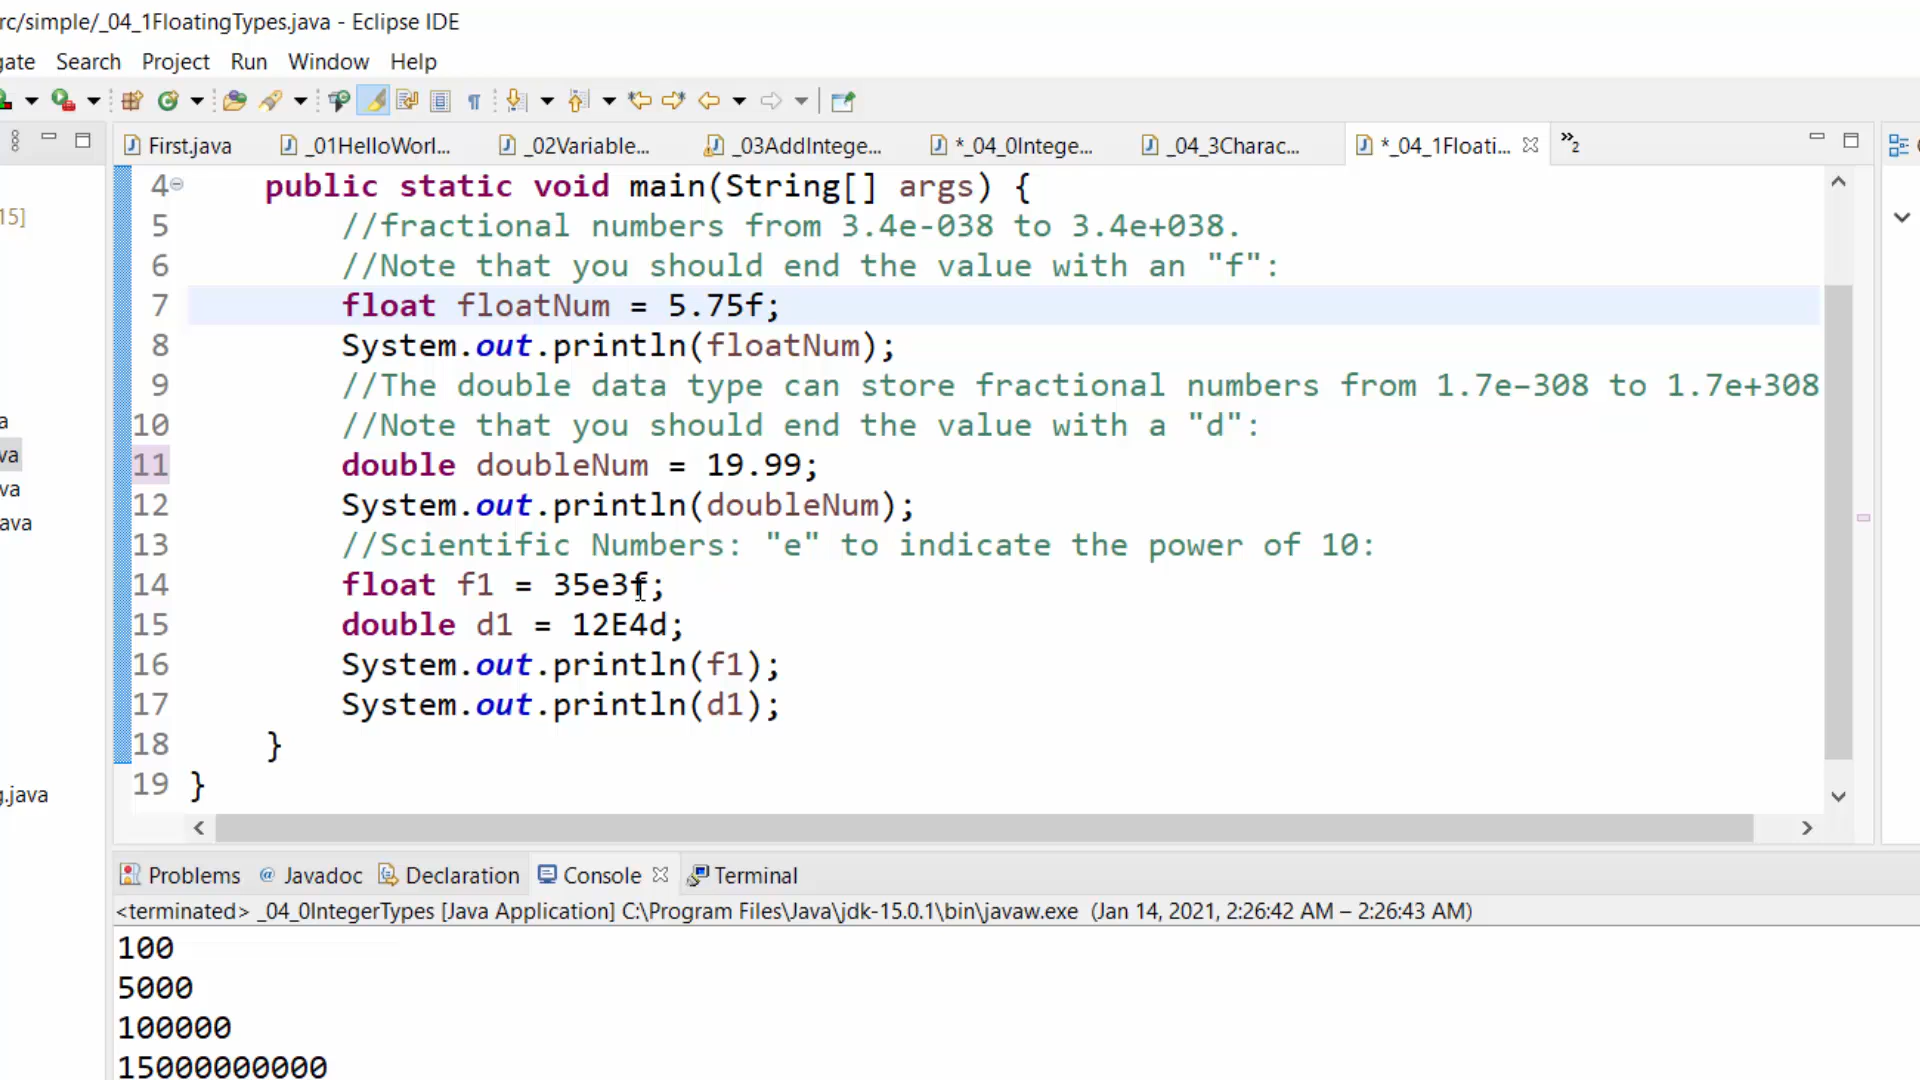 rc/simple/_04_1FloatingTypes.java - Eclipse IDE
gate Search Project Run Window Help
First.java _01HelloWorl... _02Variable... _03AddIntege... *_04_0Intege... _04_3Charac... *_04_1Floati... »2
15]
a
va
va
ava
g.java
4 public static void main(String[] args) {
5 //fractional numbers from 3.4e-038 to 3.4e+038.
6 //Note that you should end the value with an "f":
7 float floatNum = 5.75f;
8 System.out.println(floatNum);
9 //The double data type can store fractional numbers from 1.7e−308 to 1.7e+308
10 //Note that you should end the value with a "d":
11 double doubleNum = 19.99;
12 System.out.println(doubleNum);
13 //Scientific Numbers: "e" to indicate the power of 10:
14 float f1 = 35e3f;
15 double d1 = 12E4d;
16 System.out.println(f1);
17 System.out.println(d1);
18 }
19 }
Problems @ Javadoc Declaration Console Terminal
<terminated> _04_0IntegerTypes [Java Application] C:\Program Files\Java\jdk-15.0.1\bin\javaw.exe (Jan 14, 2021, 2:26:42 AM – 2:26:43 AM)
100
5000
100000
15000000000